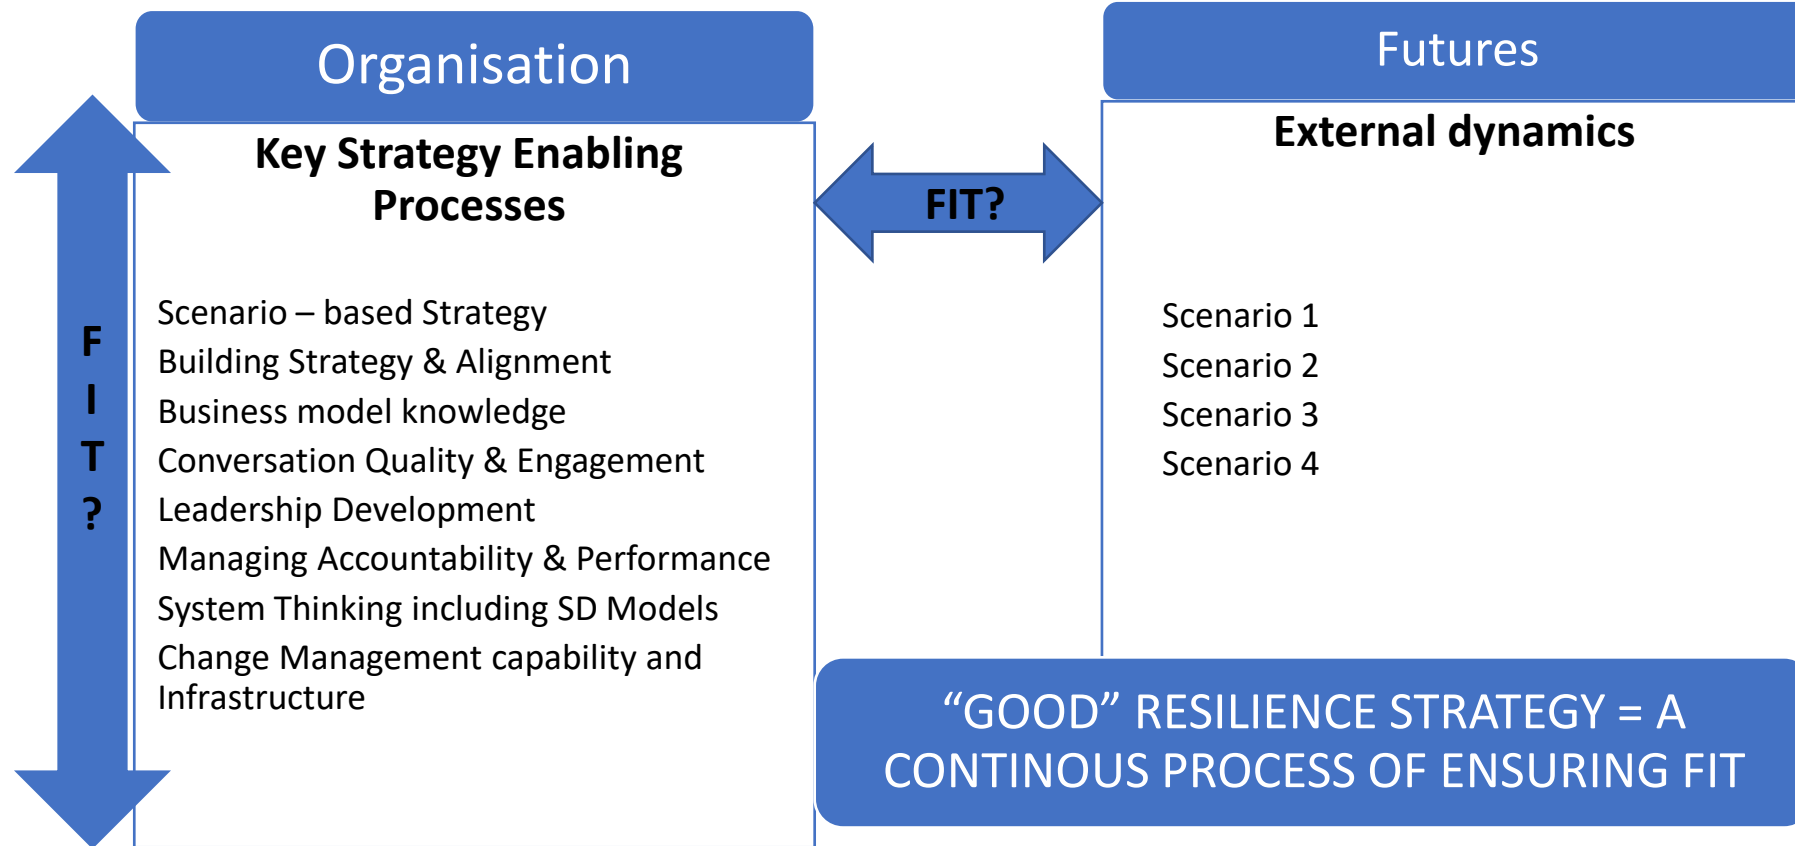 Organisation
Key Strategy Enabling
Processes
Scenario – based Strategy
Building Strategy & Alignment
Business model knowledge
Conversation Quality & Engagement
Leadership Development
Managing Accountability & Performance
System Thinking including SD Models
Change Management capability and
Infrastructure
F
I
T
?
FIT?
Futures
External dynamics
Scenario 1
Scenario 2
Scenario 3
Scenario 4
“GOOD” RESILIENCE STRATEGY = A
CONTINOUS PROCESS OF ENSURING FIT